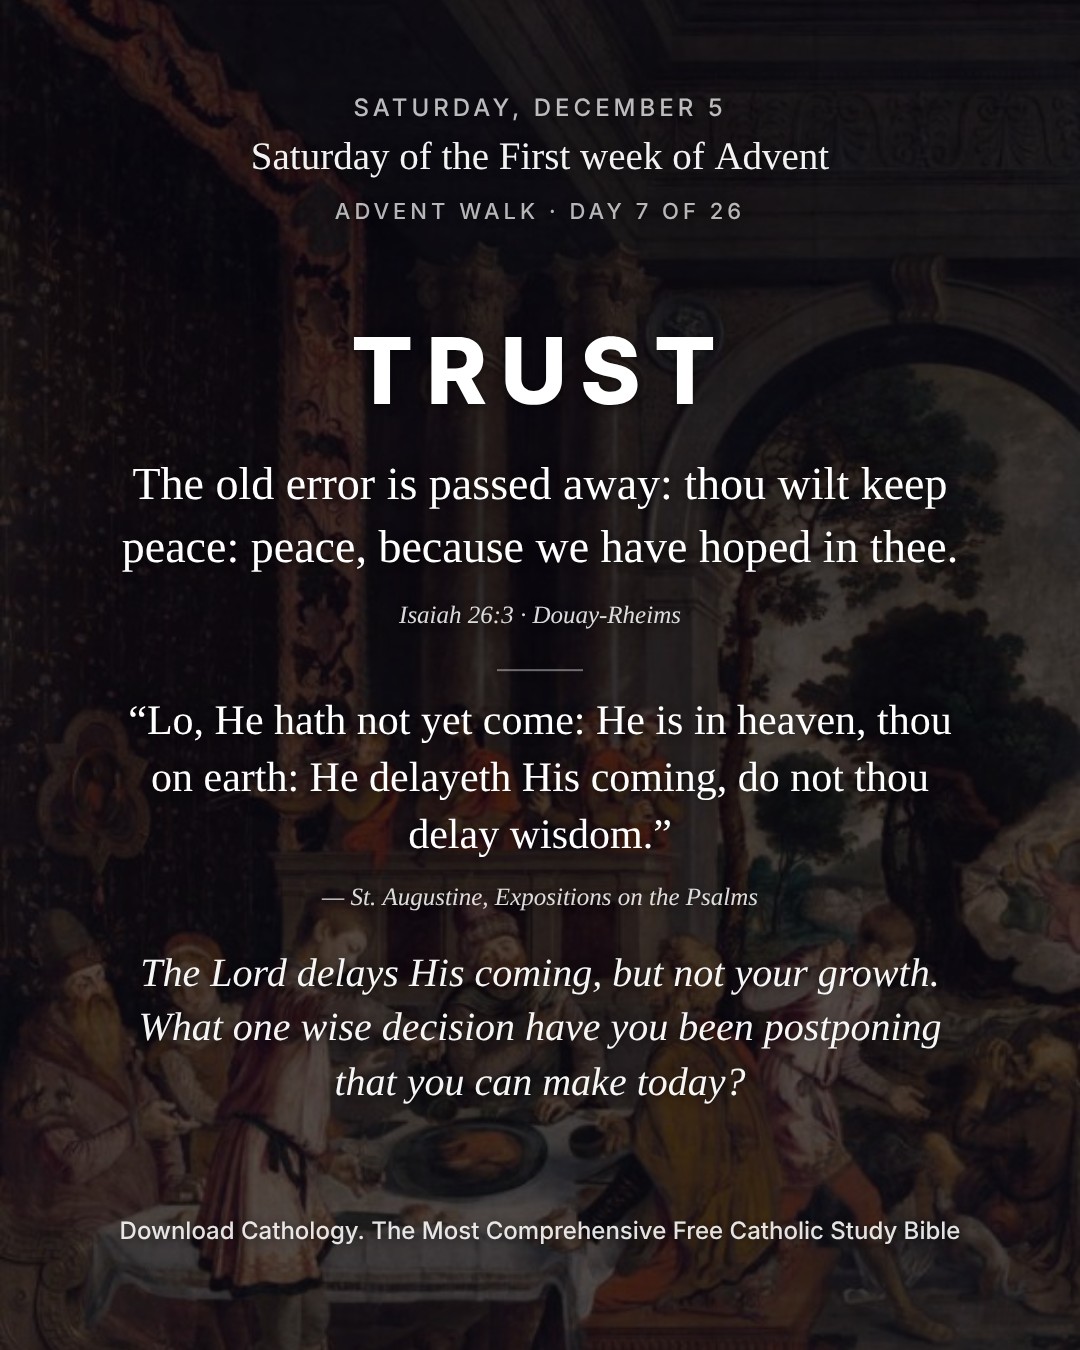 SATURDAY, DECEMBER 5
Saturday of the First week of Advent
ADVENT WALK · DAY 7 OF 26
TRUST
The old error is passed away: thou wilt keep
peace: peace, because we have hoped in thee.
Isaiah 26:3 · Douay-Rheims
“Lo, He hath not yet come: He is in heaven, thou
on earth: He delayeth His coming, do not thou
delay wisdom.”
— St. Augustine, Expositions on the Psalms
The Lord delays His coming, but not your growth.
What one wise decision have you been postponing
that you can make today?
Download Cathology. The Most Comprehensive Free Catholic Study Bible